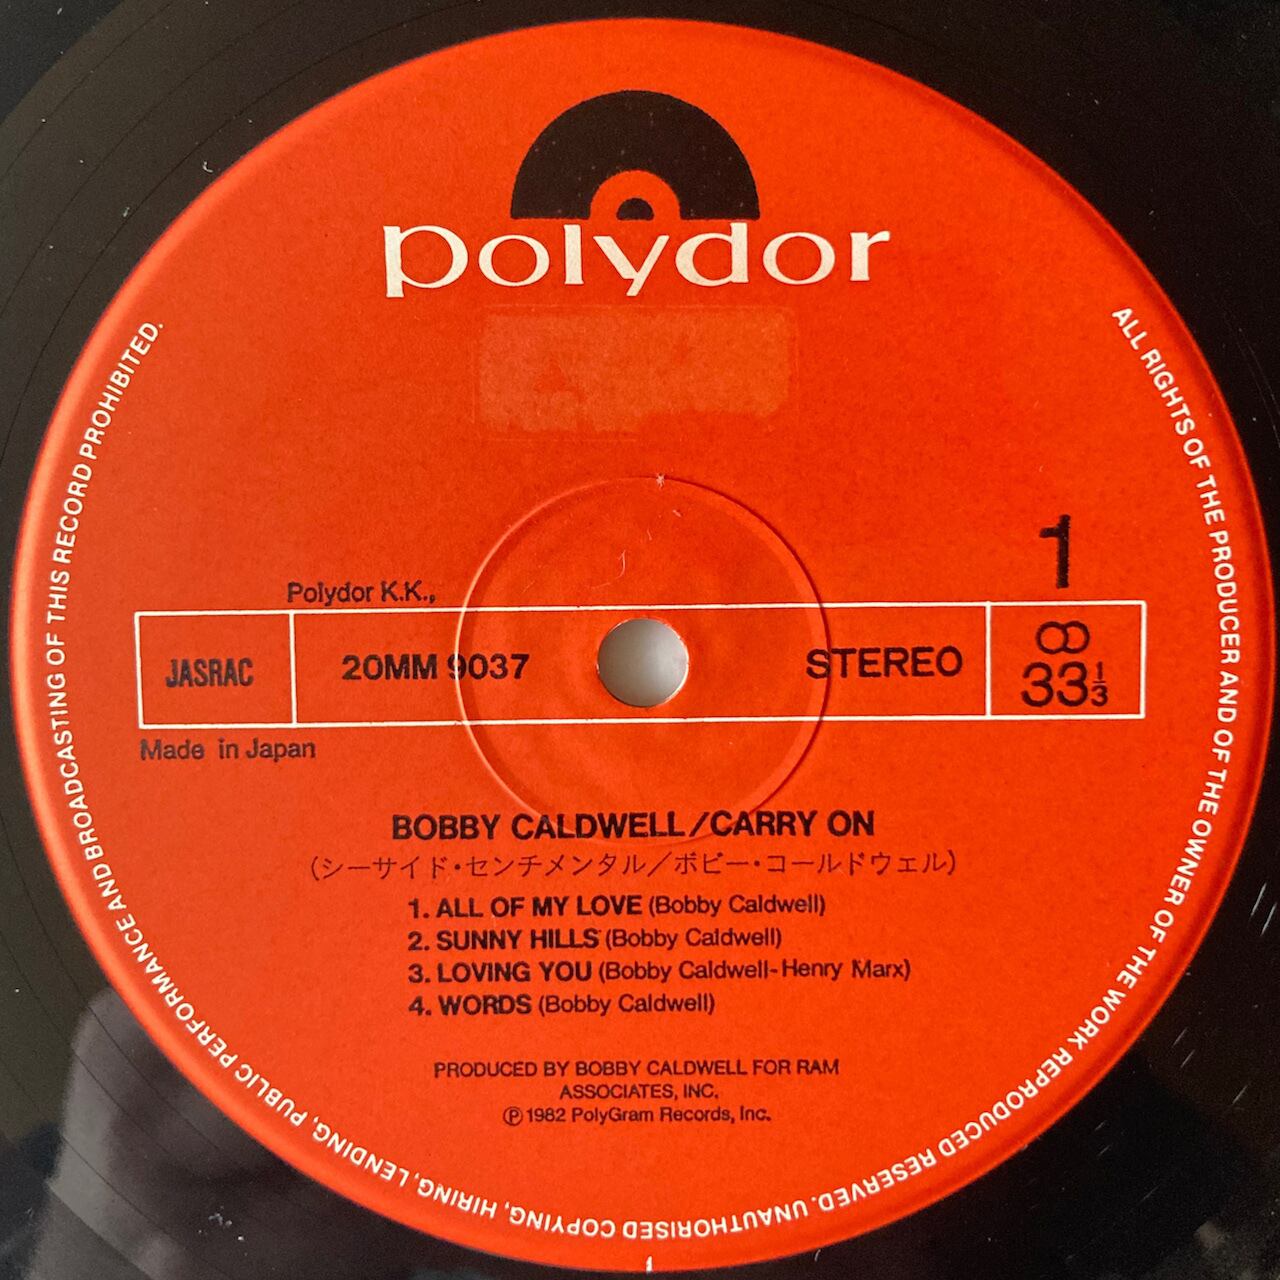 polydor
1
Polydor K.K.,
JASRAC 20MM 9037 STEREO ∞ 33⅓
Made in Japan
BOBBY CALDWELL/CARRY ON
(シーサイド・センチメンタル/ボビー・コールドウェル)
1. ALL OF MY LOVE (Bobby Caldwell)
2. SUNNY HILLS (Bobby Caldwell)
3. LOVING YOU (Bobby Caldwell-Henry Marx)
4. WORDS (Bobby Caldwell)
PRODUCED BY BOBBY CALDWELL FOR RAM
ASSOCIATES, INC.
℗ 1982 PolyGram Records, Inc.
ALL RIGHTS OF THE PRODUCER AND OF THE OWNER OF THE WORK REPRODUCED RESERVED. UNAUTHORISED COPYING, HIRING, LENDING, PUBLIC PERFORMANCE AND BROADCASTING OF THIS RECORD PROHIBITED.